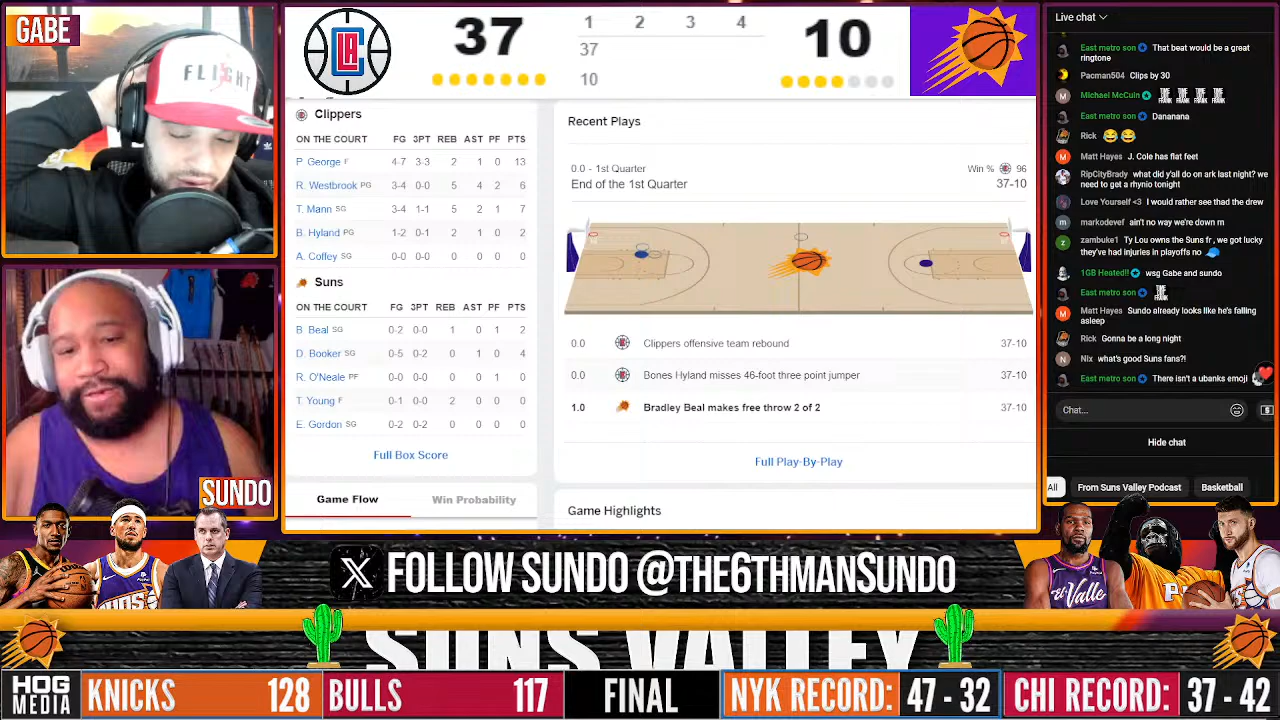 GABE
SUNDO
FLIGHT
LA
37
10
1 2 3 4
37
10
Clippers
ON THE COURT FG 3PT REB AST PF PTS
P. George F 4-7 3-3 2 1 0 13
R. Westbrook PG 3-4 0-0 5 4 2 6
T. Mann SG 3-4 1-1 5 2 1 7
B. Hyland PG 1-2 0-1 2 1 0 2
A. Coffey SG 0-0 0-0 0 0 0 0
Suns
ON THE COURT FG 3PT REB AST PF PTS
B. Beal SG 0-2 0-0 1 0 1 2
D. Booker SG 0-5 0-2 0 1 0 4
R. O'Neale PF 0-0 0-0 0 0 1 0
T. Young F 0-1 0-0 2 0 0 0
E. Gordon SG 0-2 0-2 0 0 0 0
Full Box Score
Game Flow
Win Probability
Recent Plays
0.0 - 1st Quarter
Win % 96
End of the 1st Quarter
37-10
0.0 Clippers offensive team rebound 37-10
0.0 Bones Hyland misses 46-foot three point jumper 37-10
1.0 Bradley Beal makes free throw 2 of 2 37-10
Full Play-By-Play
Game Highlights
Live chat
East metro son That beat would be a great
ringtone
Pacman504 Clips by 30
Michael McCuin
East metro son Dananana
Rick
Matt Hayes J. Cole has flat feet
RipCityBrady what did y'all do on ark last night? we
need to get a rhynio tonight
Love Yourself <3 I would rather see thad the drew
markodevef ain't no way we're down rn
zambuke1 Ty Lou owns the Suns fr , we got lucky
they've had injuries in playoffs no
1GB Heated!! wsg Gabe and sundo
East metro son
Matt Hayes Sundo already looks like he's falling
asleep
Rick Gonna be a long night
Nix what's good Suns fans?!
East metro son There isn't a ubanks emoji
Chat...
Hide chat
All
From Suns Valley Podcast
Basketball
X FOLLOW SUNDO @THE6THMANSUNDO
SUNS VALLEY
HOG
MEDIA
KNICKS 128 BULLS 117 FINAL NYK RECORD: 47 - 32 CHI RECORD: 37 - 42